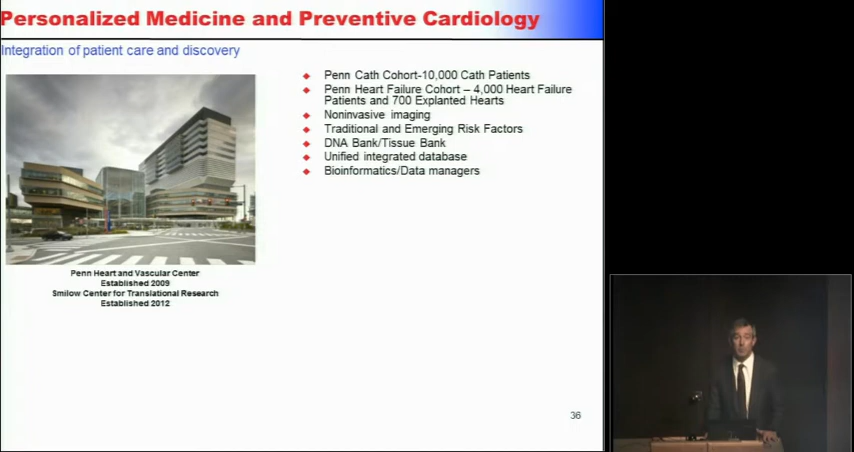 Personalized Medicine and Preventive Cardiology
Integration of patient care and discovery
Penn Cath Cohort-10,000 Cath Patients
Penn Heart Failure Cohort – 4,000 Heart Failure
Patients and 700 Explanted Hearts
Noninvasive imaging
Traditional and Emerging Risk Factors
DNA Bank/Tissue Bank
Unified integrated database
Bioinformatics/Data managers
Penn Heart and Vascular Center
Established 2009
Smilow Center for Translational Research
Established 2012
36